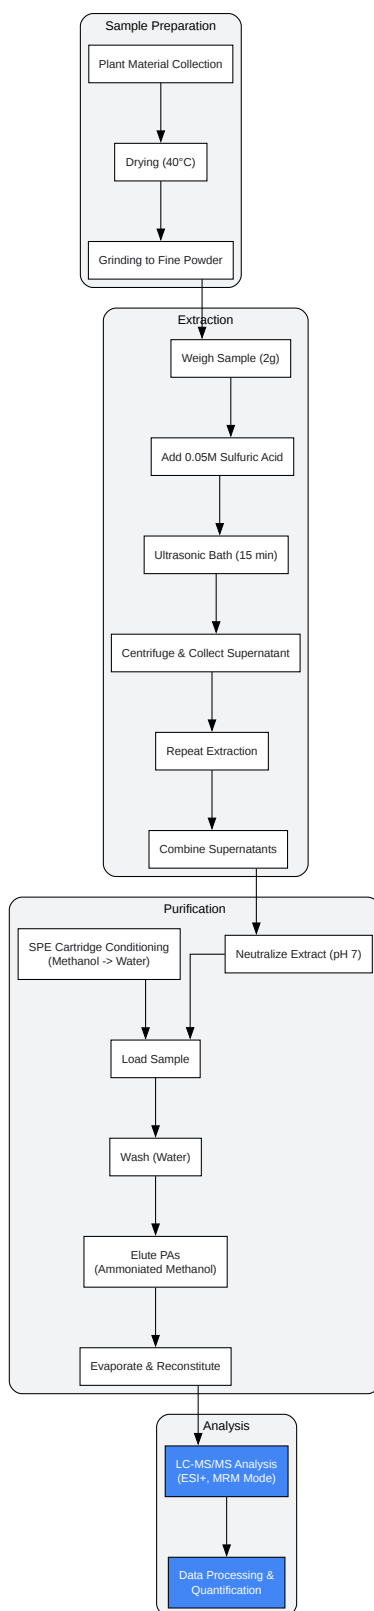 Sample Preparation
Plant Material Collection
Drying (40°C)
Grinding to Fine Powder
Extraction
Weigh Sample (2g)
Add 0.05M Sulfuric Acid
Ultrasonic Bath (15 min)
Centrifuge & Collect Supernatant
Repeat Extraction
Combine Supernatants
Purification
SPE Cartridge Conditioning
(Methanol -> Water)
Neutralize Extract (pH 7)
Load Sample
Wash (Water)
Elute PAs
(Ammoniated Methanol)
Evaporate & Reconstitute
Analysis
LC-MS/MS Analysis
(ESI+, MRM Mode)
Data Processing &
Quantification